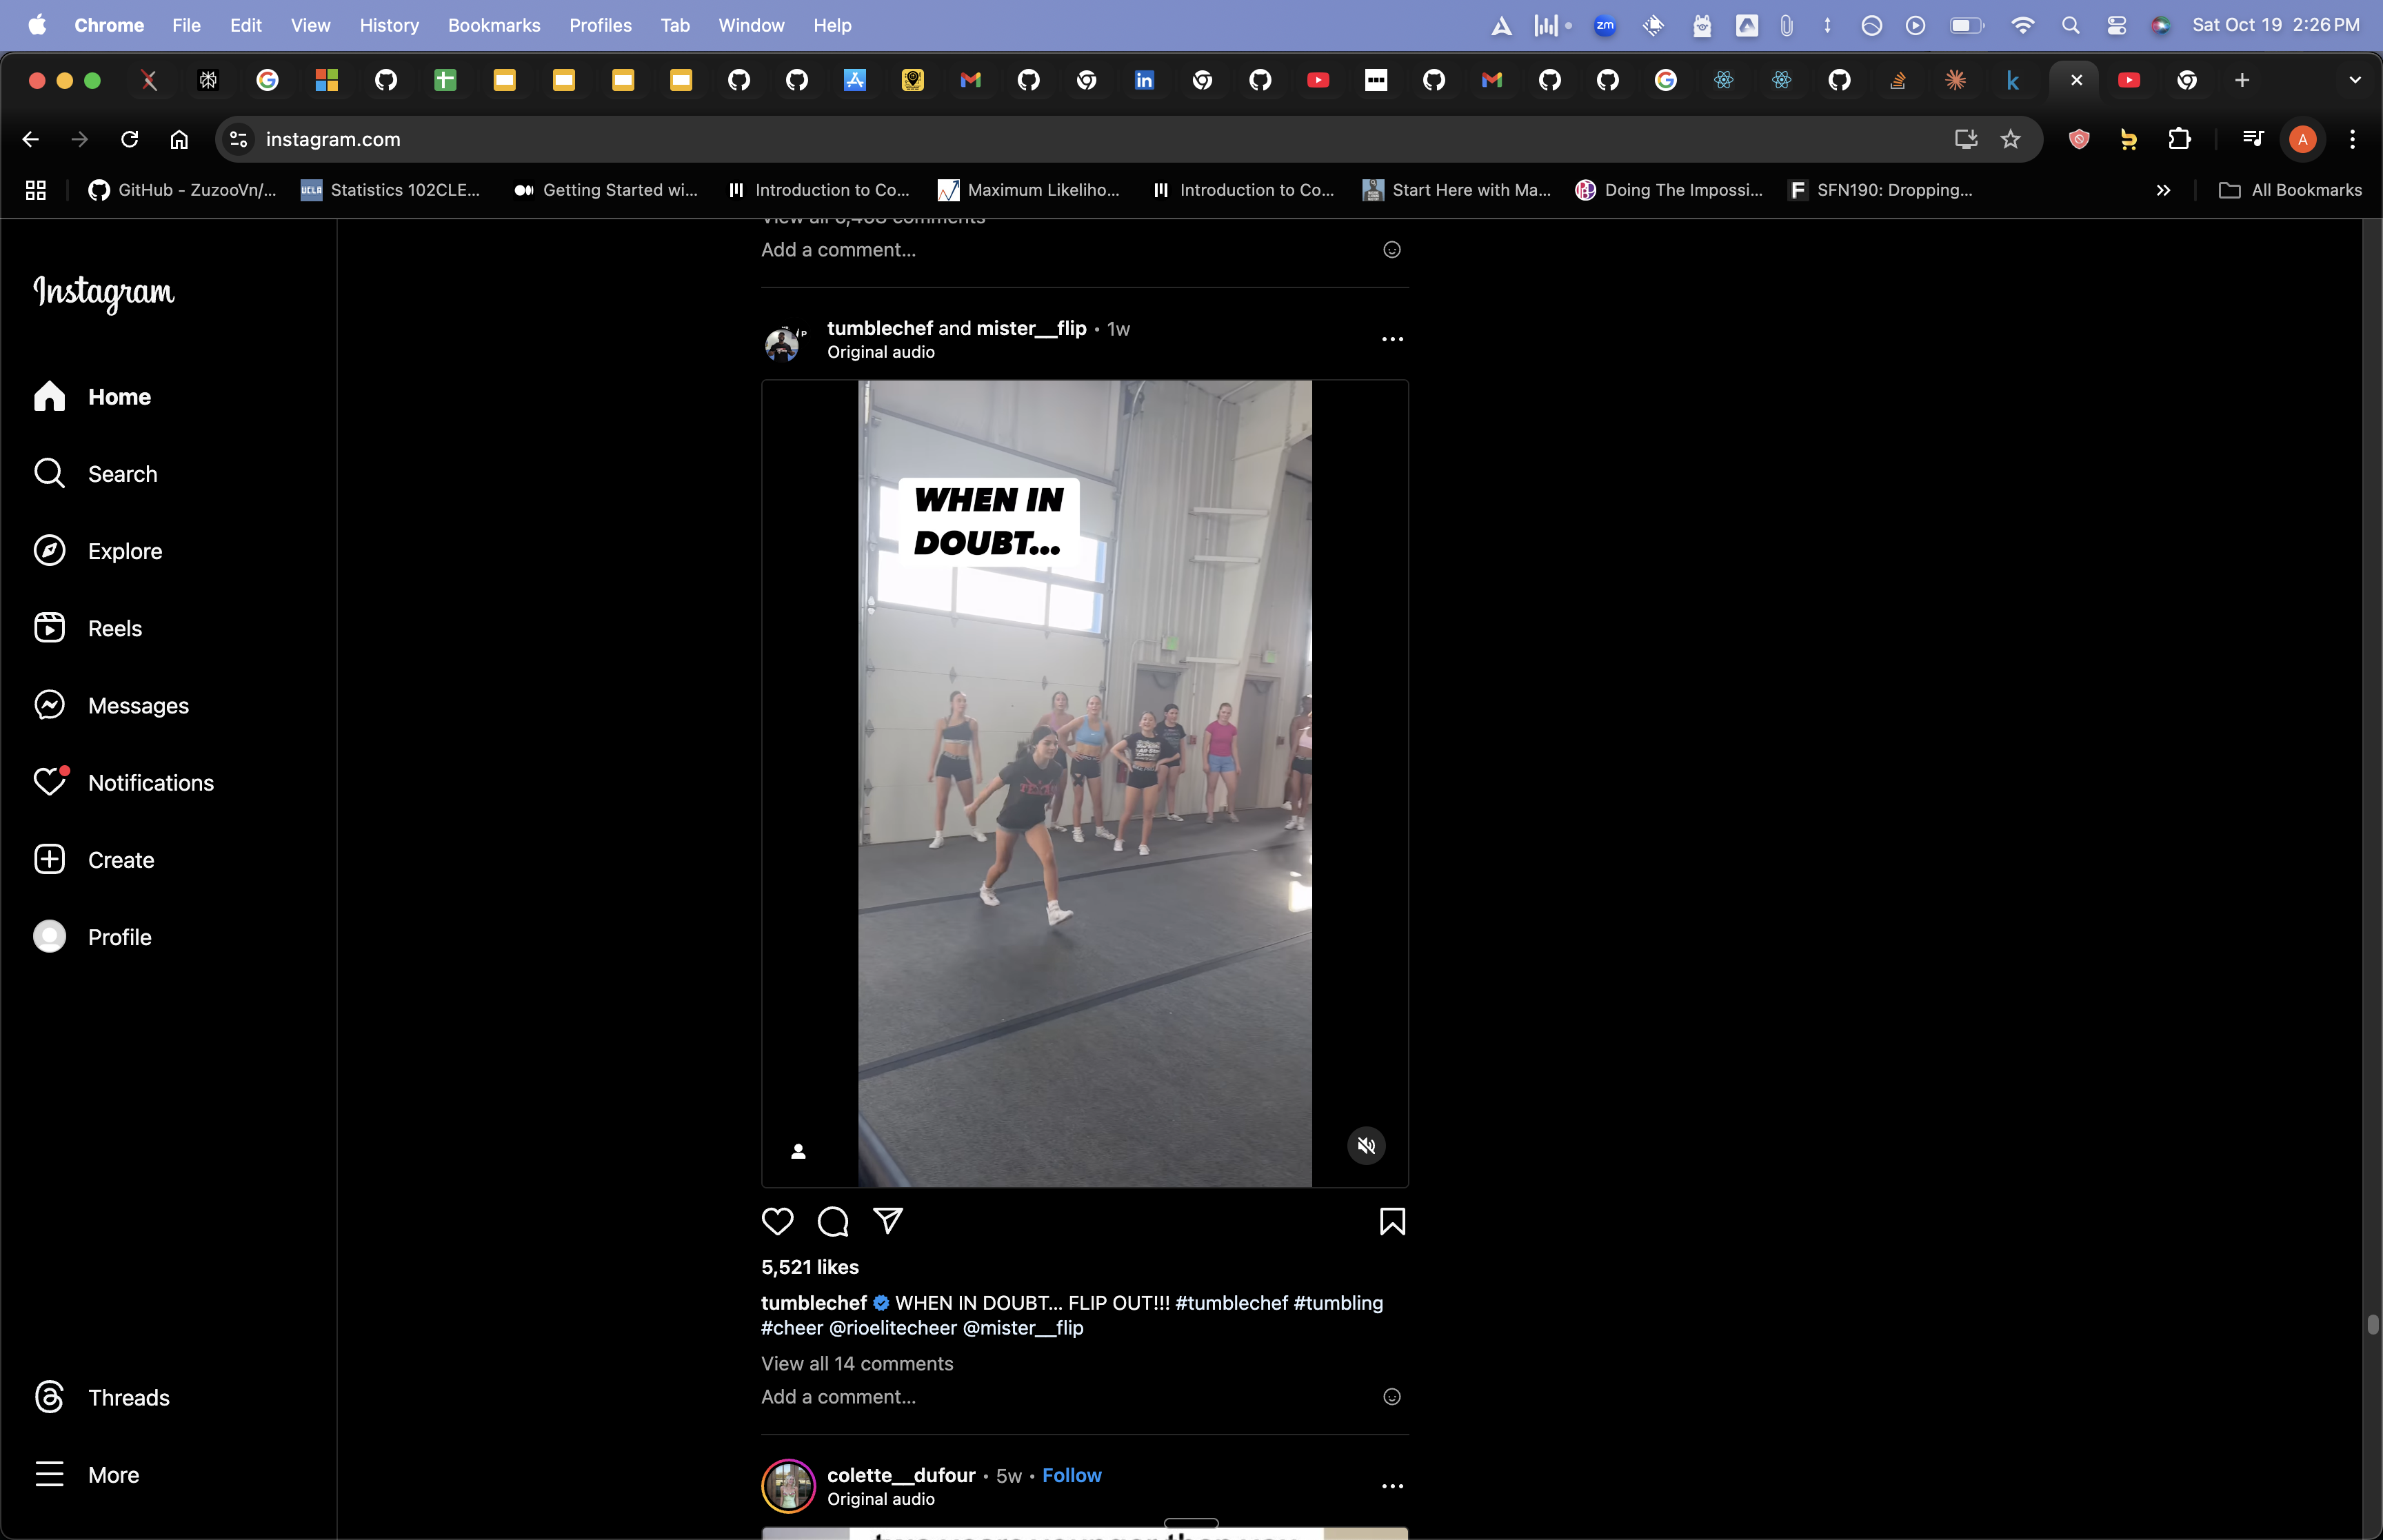 Chrome File Edit View History Bookmarks Profiles Tab Window Help
zm
Sat Oct 19 2:26 PM
in
k
instagram.com
A
GitHub - ZuzooVn/...
UCLA Statistics 102CLE...
Getting Started wi...
Introduction to Co...
Maximum Likeliho...
Introduction to Co...
Start Here with Ma...
Doing The Impossi...
F SFN190: Dropping...
All Bookmarks
Instagram
Home
Search
Explore
Reels
Messages
Notifications
Create
Profile
Threads
More
Add a comment...
tumblechef and mister__flip • 1w
Original audio
WHEN IN
DOUBT...
5,521 likes
tumblechef WHEN IN DOUBT... FLIP OUT!!! #tumblechef #tumbling
#cheer @rioelitecheer @mister__flip
View all 14 comments
Add a comment...
colette__dufour • 5w • Follow
Original audio